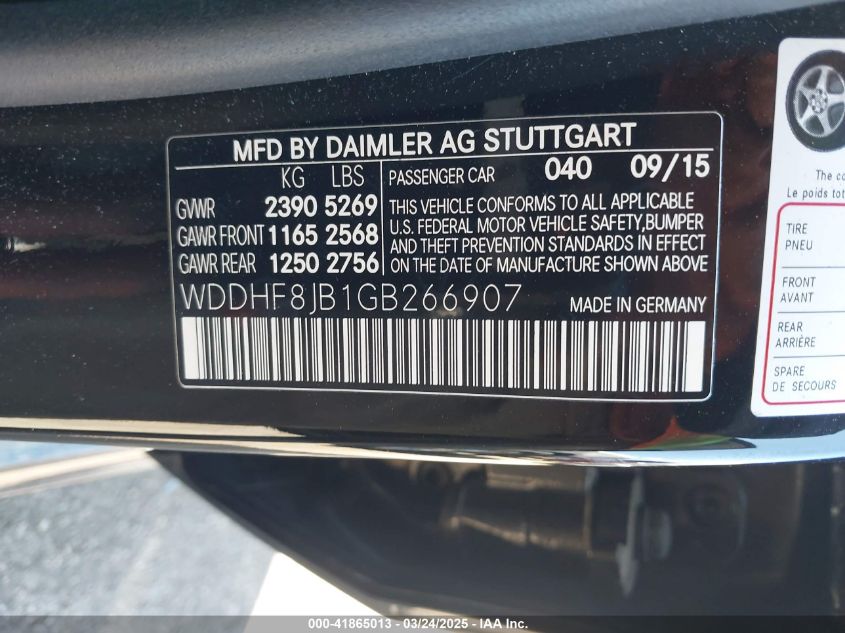 MFD BY DAIMLER AG STUTTGART
KG LBS
GVWR 2390 5269
GAWR FRONT 1165 2568
GAWR REAR 1250 2756
PASSENGER CAR 040 09/15
THIS VEHICLE CONFORMS TO ALL APPLICABLE
U.S. FEDERAL MOTOR VEHICLE SAFETY,BUMPER
AND THEFT PREVENTION STANDARDS IN EFFECT
ON THE DATE OF MANUFACTURE SHOWN ABOVE
WDDHF8JB1GB266907 MADE IN GERMANY
The co
Le poids tot
TIRE
PNEU
FRONT
AVANT
REAR
ARRIÈRE
SPARE
DE SECOURS
000-41865013 - 03/24/2025 - IAA Inc.